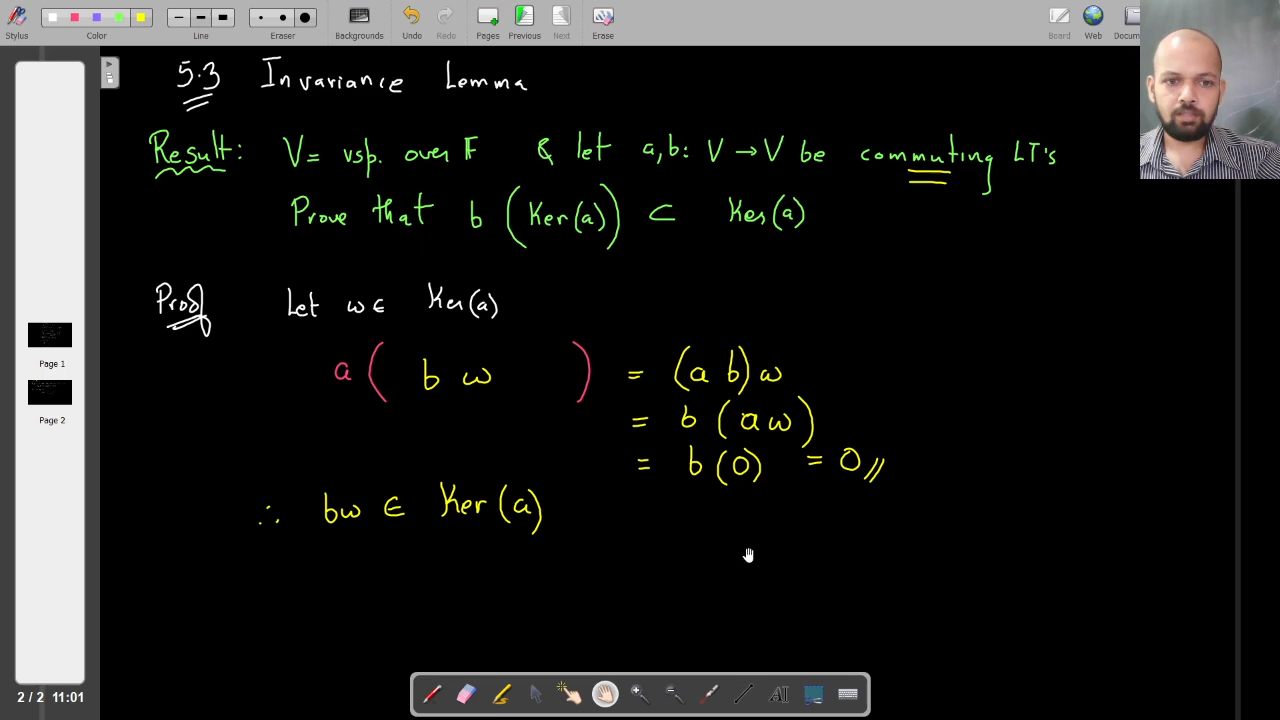 Stylus Color Line Eraser Backgrounds Undo Redo Pages Previous Next Erase Board Web
5.3 Invariance Lemma
Result: V= vsp. over F & let a,b: V → V be commuting LT's
Prove that b (Ker(a)) ⊂ Ker(a)
Proof Let w ∈ Ker(a)
a ( b w ) = (a b) w
= b (a w)
= b (0) = 0 //
∴ bw ∈ Ker(a)
Page 1
Page 2
2 / 2 11:01
AI